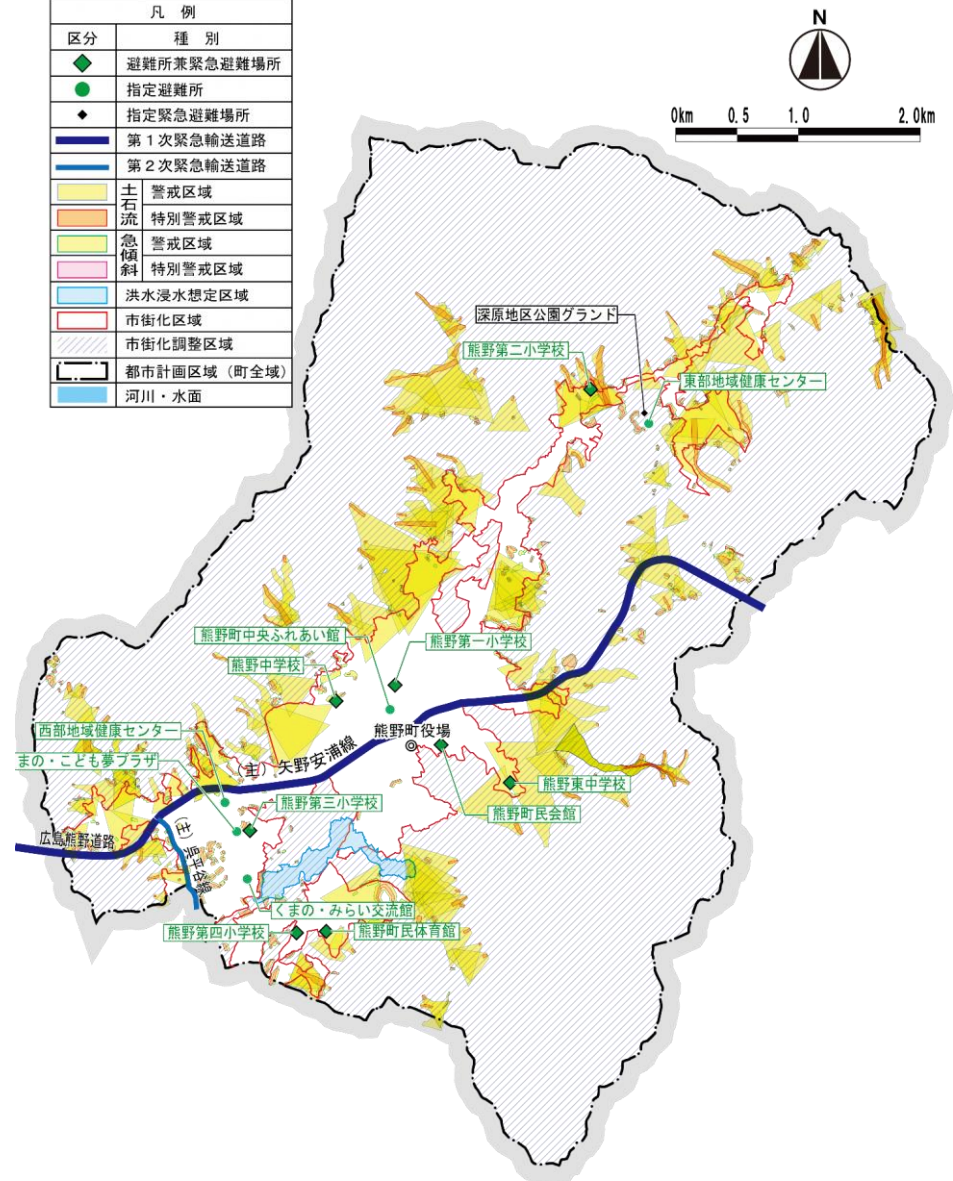 凡 例
区分 種 別
避難所兼緊急避難場所
指定避難所
指定緊急避難場所
第1次緊急輸送道路
第2次緊急輸送道路
土石流 警戒区域
特別警戒区域
急傾斜 警戒区域
特別警戒区域
洪水浸水想定区域
市街化区域
市街化調整区域
都市計画区域(町全域)
河川・水面
N
0km 0.5 1.0 2.0km
深原地区公園グランド
熊野第二小学校
東部地域健康センター
熊野町中央ふれあい館
熊野第一小学校
熊野中学校
西部地域健康センター
熊野町役場
(主)矢野安浦線
まの・こども夢プラザ
熊野東中学校
熊野第三小学校
熊野町民会館
広島熊野道路
(主)呉平谷線
くまの・みらい交流館
熊野第四小学校
熊野町民体育館